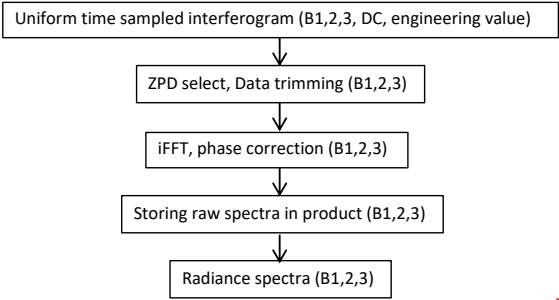 Uniform time sampled interferogram (B1,2,3, DC, engineering value)
ZPD select, Data trimming (B1,2,3)
iFFT, phase correction (B1,2,3)
Storing raw spectra in product (B1,2,3)
Radiance spectra (B1,2,3)